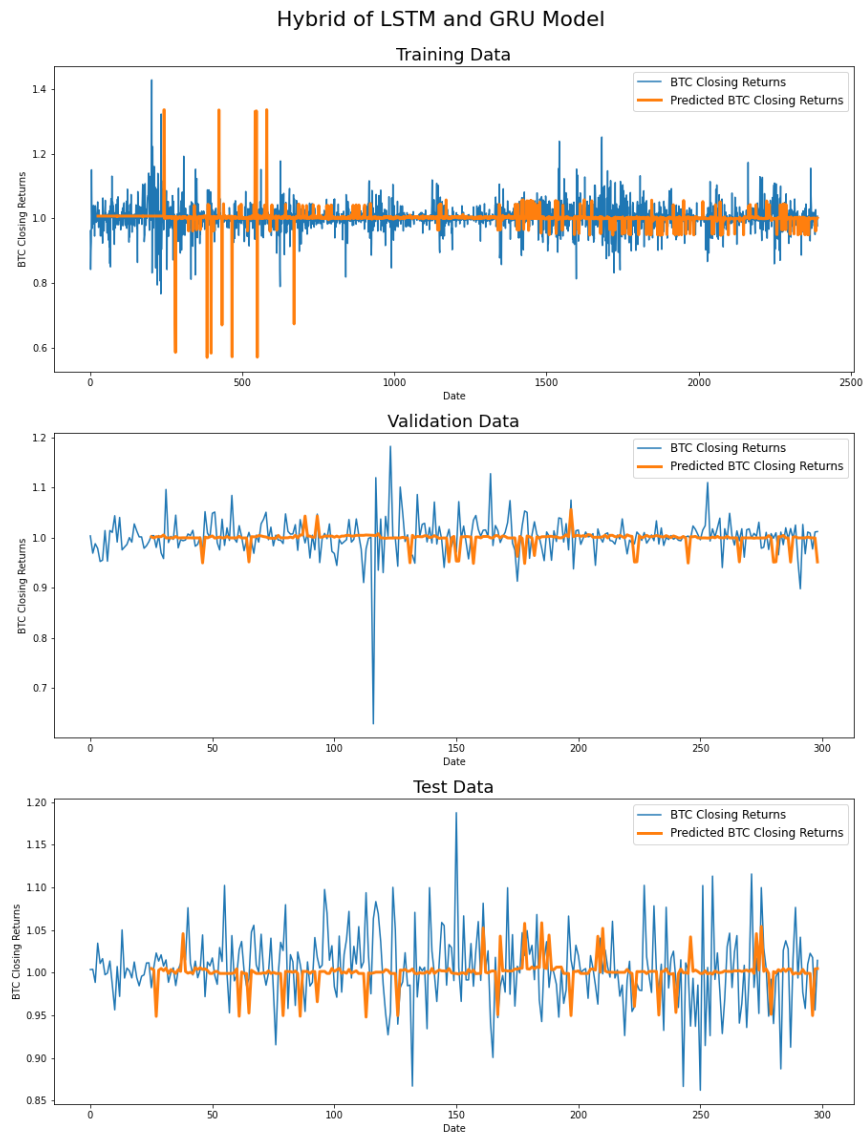 Hybrid of LSTM and GRU Model
Training Data
BTC Closing Returns
Predicted BTC Closing Returns
BTC Closing Returns
1.4
1.2
1.0
0.8
0.6
0 500 1000 1500 2000 2500
Date
Validation Data
BTC Closing Returns
Predicted BTC Closing Returns
BTC Closing Returns
1.2
1.1
1.0
0.9
0.8
0.7
0 50 100 150 200 250 300
Date
Test Data
BTC Closing Returns
Predicted BTC Closing Returns
BTC Closing Returns
1.20
1.15
1.10
1.05
1.00
0.95
0.90
0.85
0 50 100 150 200 250 300
Date